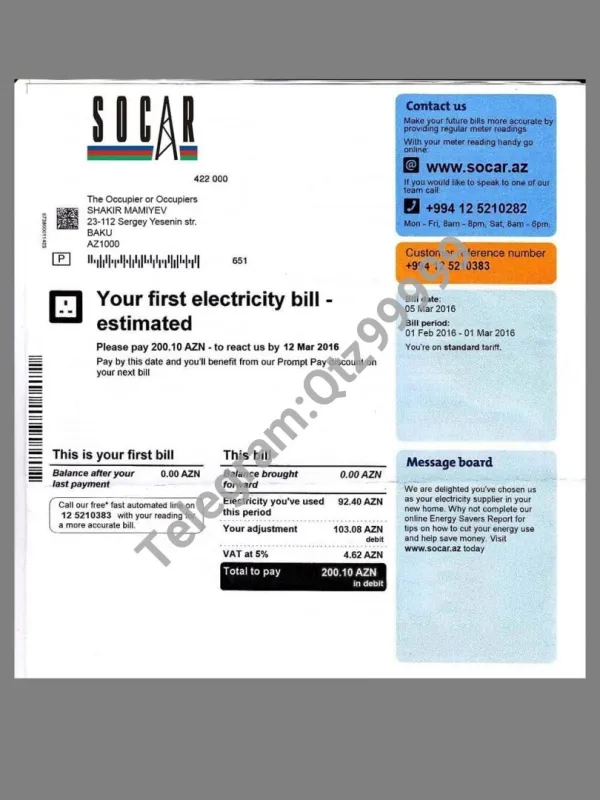 SOCAR
422 000
The Occupier or Occupiers
SHAKIR MAMIYEV
23-112 Sergey Yesenin str.
BAKU
AZ1000
P
651
Your first electricity bill -
estimated
Please pay 200.10 AZN - to react us by 12 Mar 2016
Pay by this date and you'll benefit from our Prompt Pay Discount on
your next bill
This is your first bill
Balance after your 0.00 AZN
last payment
Call our free* fast automated link on
12 5210383 with your reading for
a more accurate bill.
This bill
Balance brought 0.00 AZN
forward
Electricity you've used 92.40 AZN
this period
Your adjustment 103.08 AZN
debit
VAT at 5% 4.62 AZN
Total to pay 200.10 AZN
in debit
Contact us
Make your future bills more accurate by
providing regular meter readings
With your meter reading handy go
online:
@ www.socar.az
If you would like to speak to one of our
team call
+994 12 5210282
Mon - Fri, 8am - 8pm, Sat, 8am - 6pm,
Customer reference number
+994 12 5210383
Bill date:
05 Mar 2016
Bill period:
01 Feb 2016 - 01 Mar 2016
You're on standard tariff.
Message board
We are delighted you've chosen us
as your electricity supplier in your
new home. Why not complete our
online Energy Savers Report for
tips on how to cut your energy use
and help save money. Visit
www.socar.az today
Telegram:Qtz99999